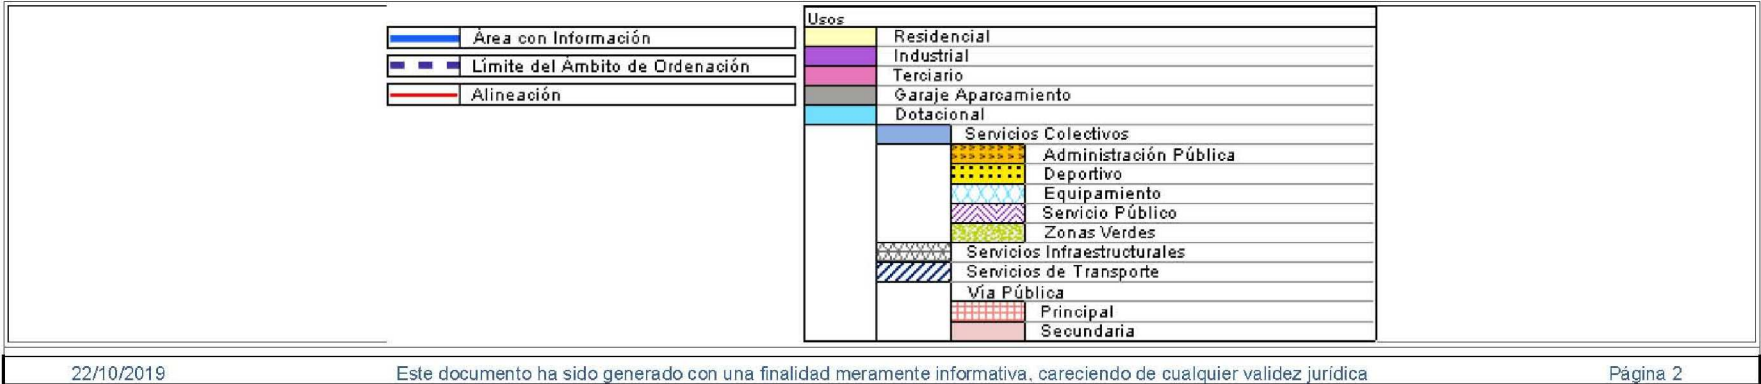 Área con Información
Límite del Ámbito de Ordenación
Alineación
Usos
Residencial
Industrial
Terciario
Garaje Aparcamiento
Dotacional
Servicios Colectivos
Administración Pública
Deportivo
Equipamiento
Servicio Público
Zonas Verdes
Servicios Infraestructurales
Servicios de Transporte
Vía Pública
Principal
Secundaria
22/10/2019 Este documento ha sido generado con una finalidad meramente informativa, careciendo de cualquier validez jurídica Página 2